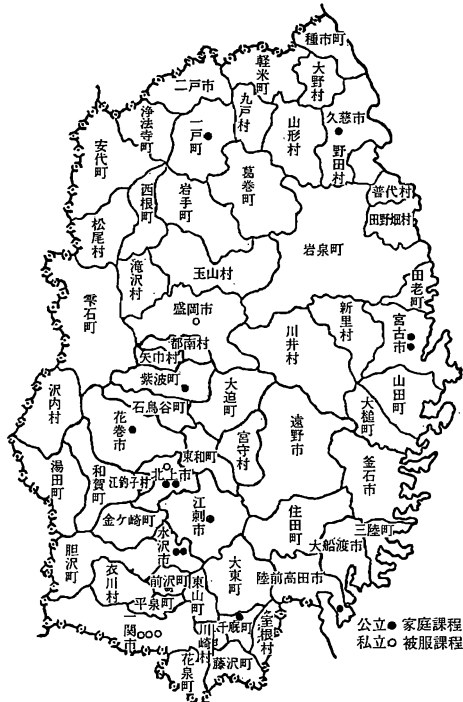 種市町
大野村
軽米町
二戸市
九戸村
山形村
久慈市
浄法寺町
一戸町
野田村
安代町
葛巻町
西根町
岩手町
普代村
田野畑村
松尾村
岩泉町
滝沢村
玉山村
田老町
雫石町
盛岡市
新里村
宮古市
都南村
川井村
矢巾村
紫波町
山田町
大迫町
大槌町
沢内村
石鳥谷町
花巻市
遠野市
宮守村
東和町
釜石市
湯田町
和賀町
江釣子村
北上市
江刺市
金ケ崎町
住田町
三陸町
水沢市
大船渡市
胆沢町
衣川村
前沢町
東山町
大東町
陸前高田市
平泉町
一関市
川崎村
千厩町
室根村
花泉町
藤沢町
公立● 家庭課程
私立○ 被服課程